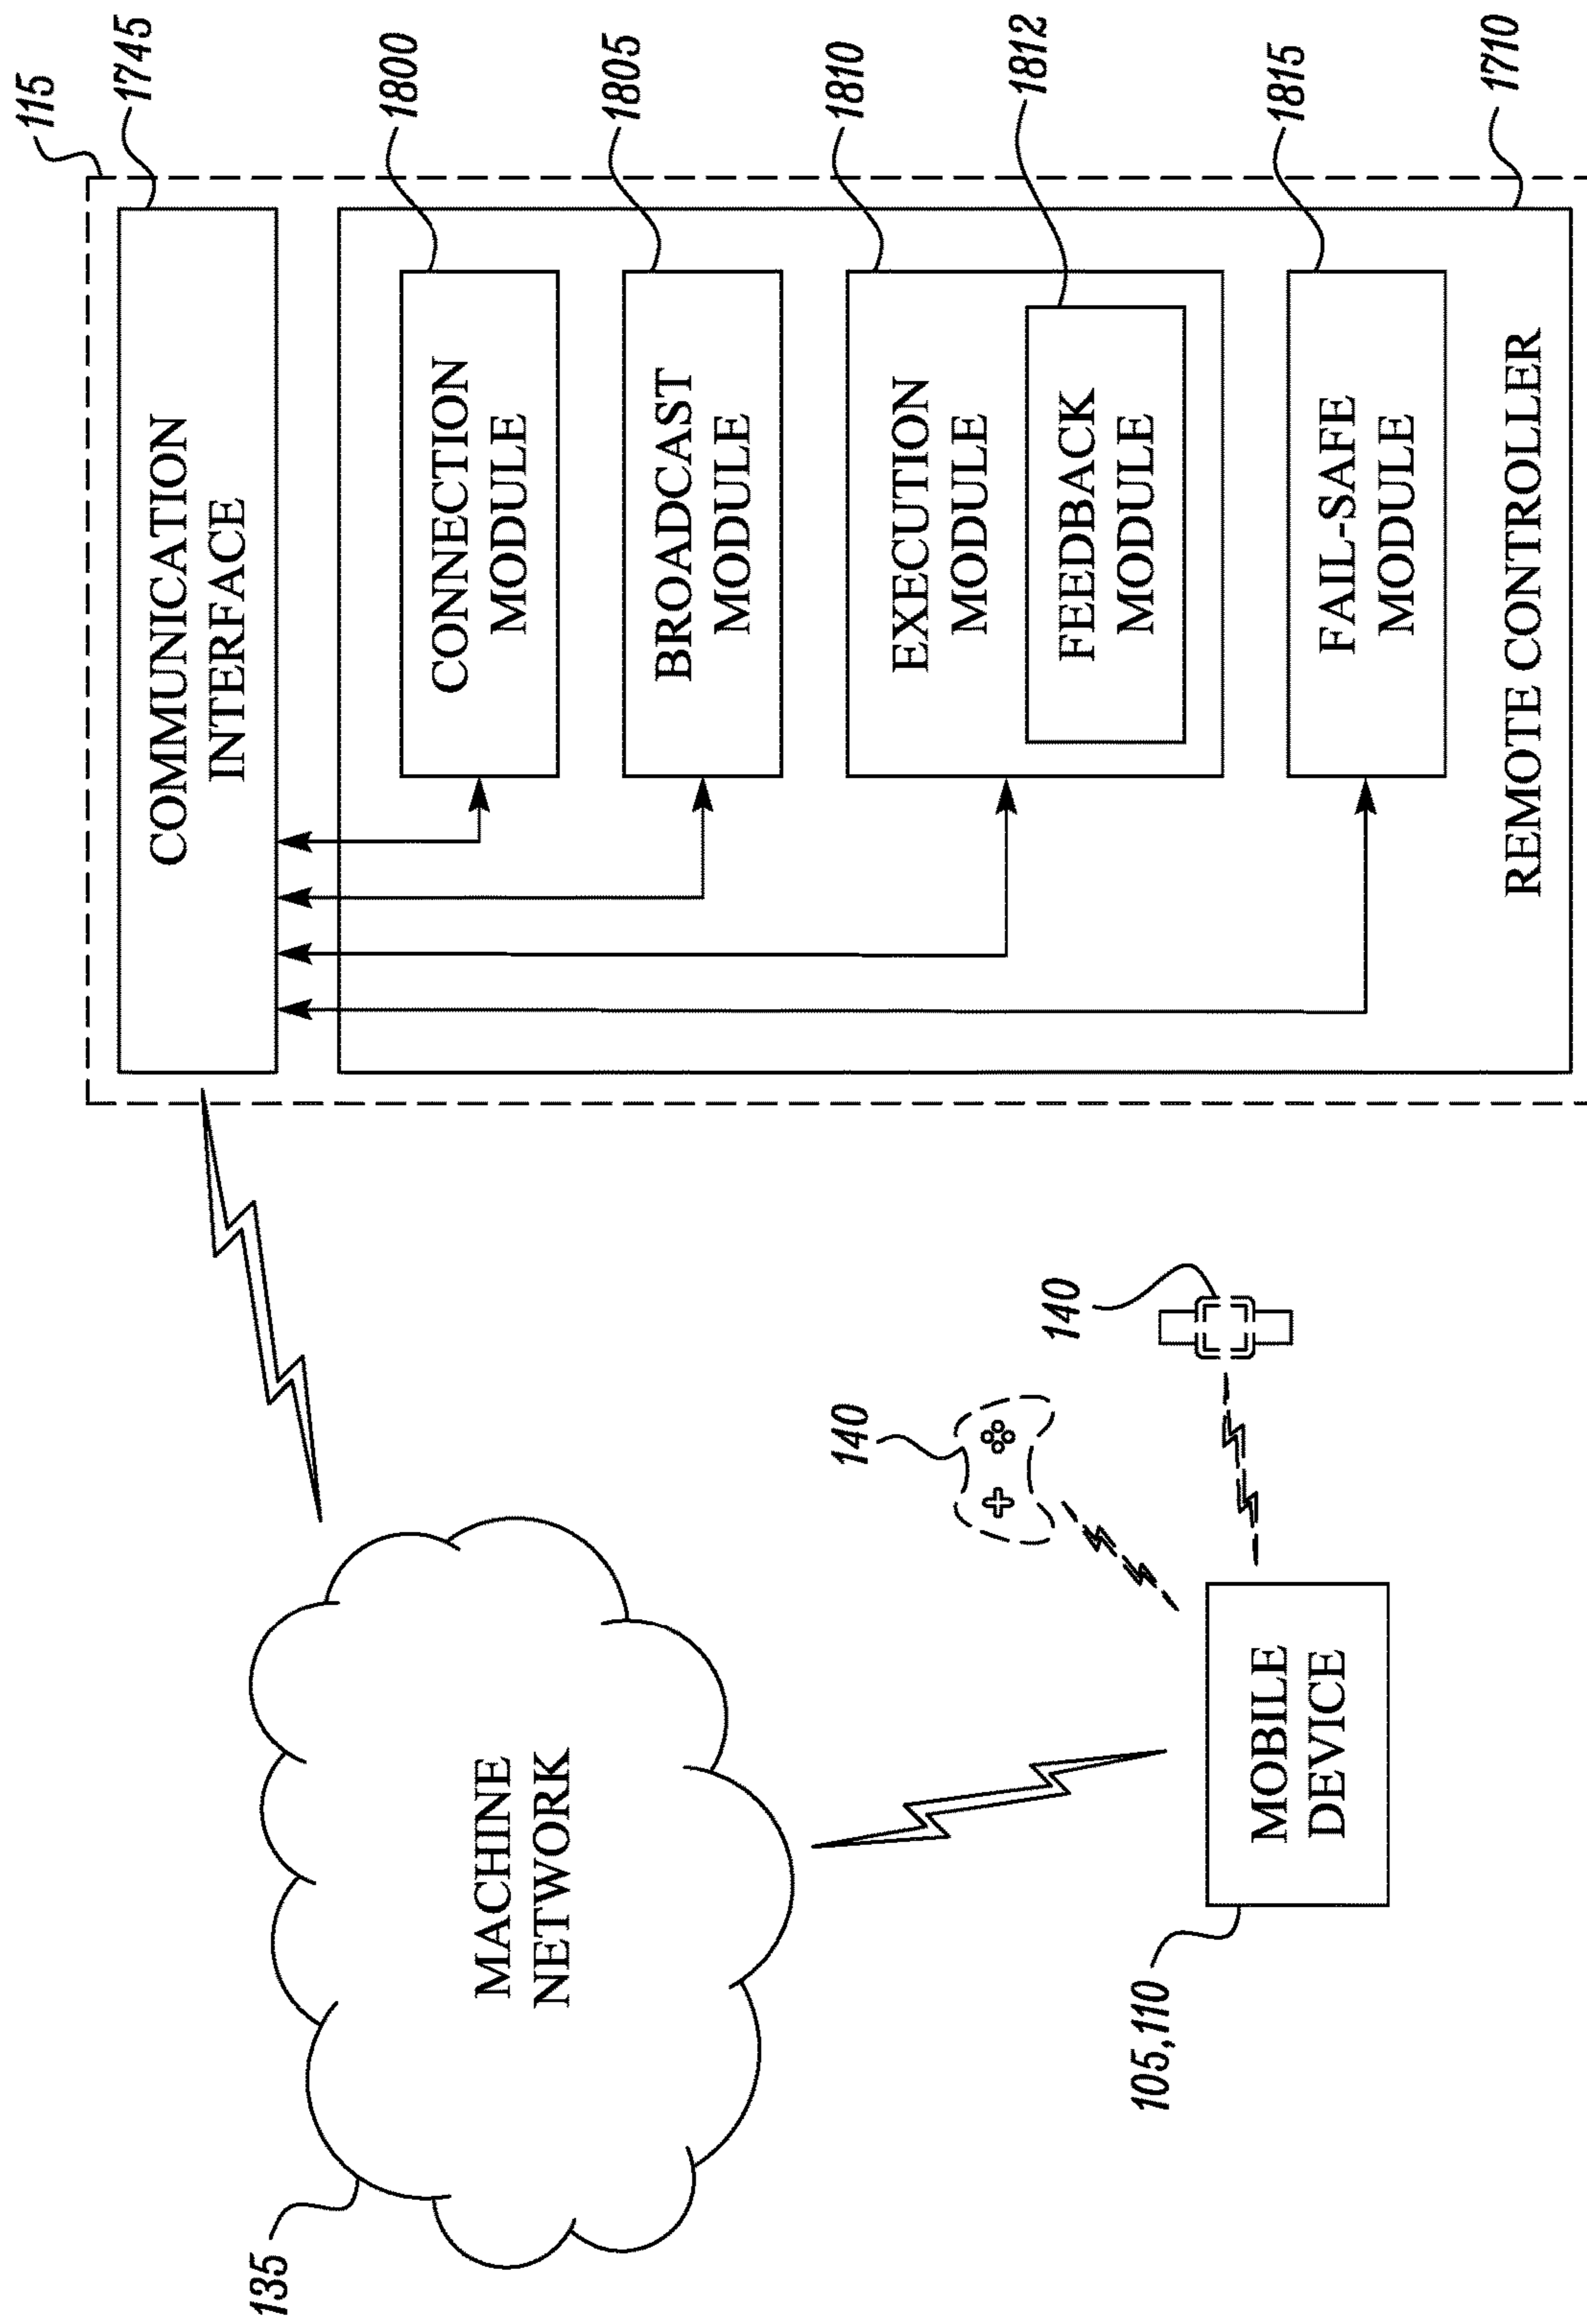 115
1745
COMMUNICATION
INTERFACE
1800
CONNECTION
MODULE
1805
BROADCAST
MODULE
1810
EXECUTION
MODULE
1812
FEEDBACK
MODULE
1815
FAIL-SAFE
MODULE
REMOTE CONTROLLER
1710
135
MACHINE
NETWORK
140
140
MOBILE
DEVICE
105,110